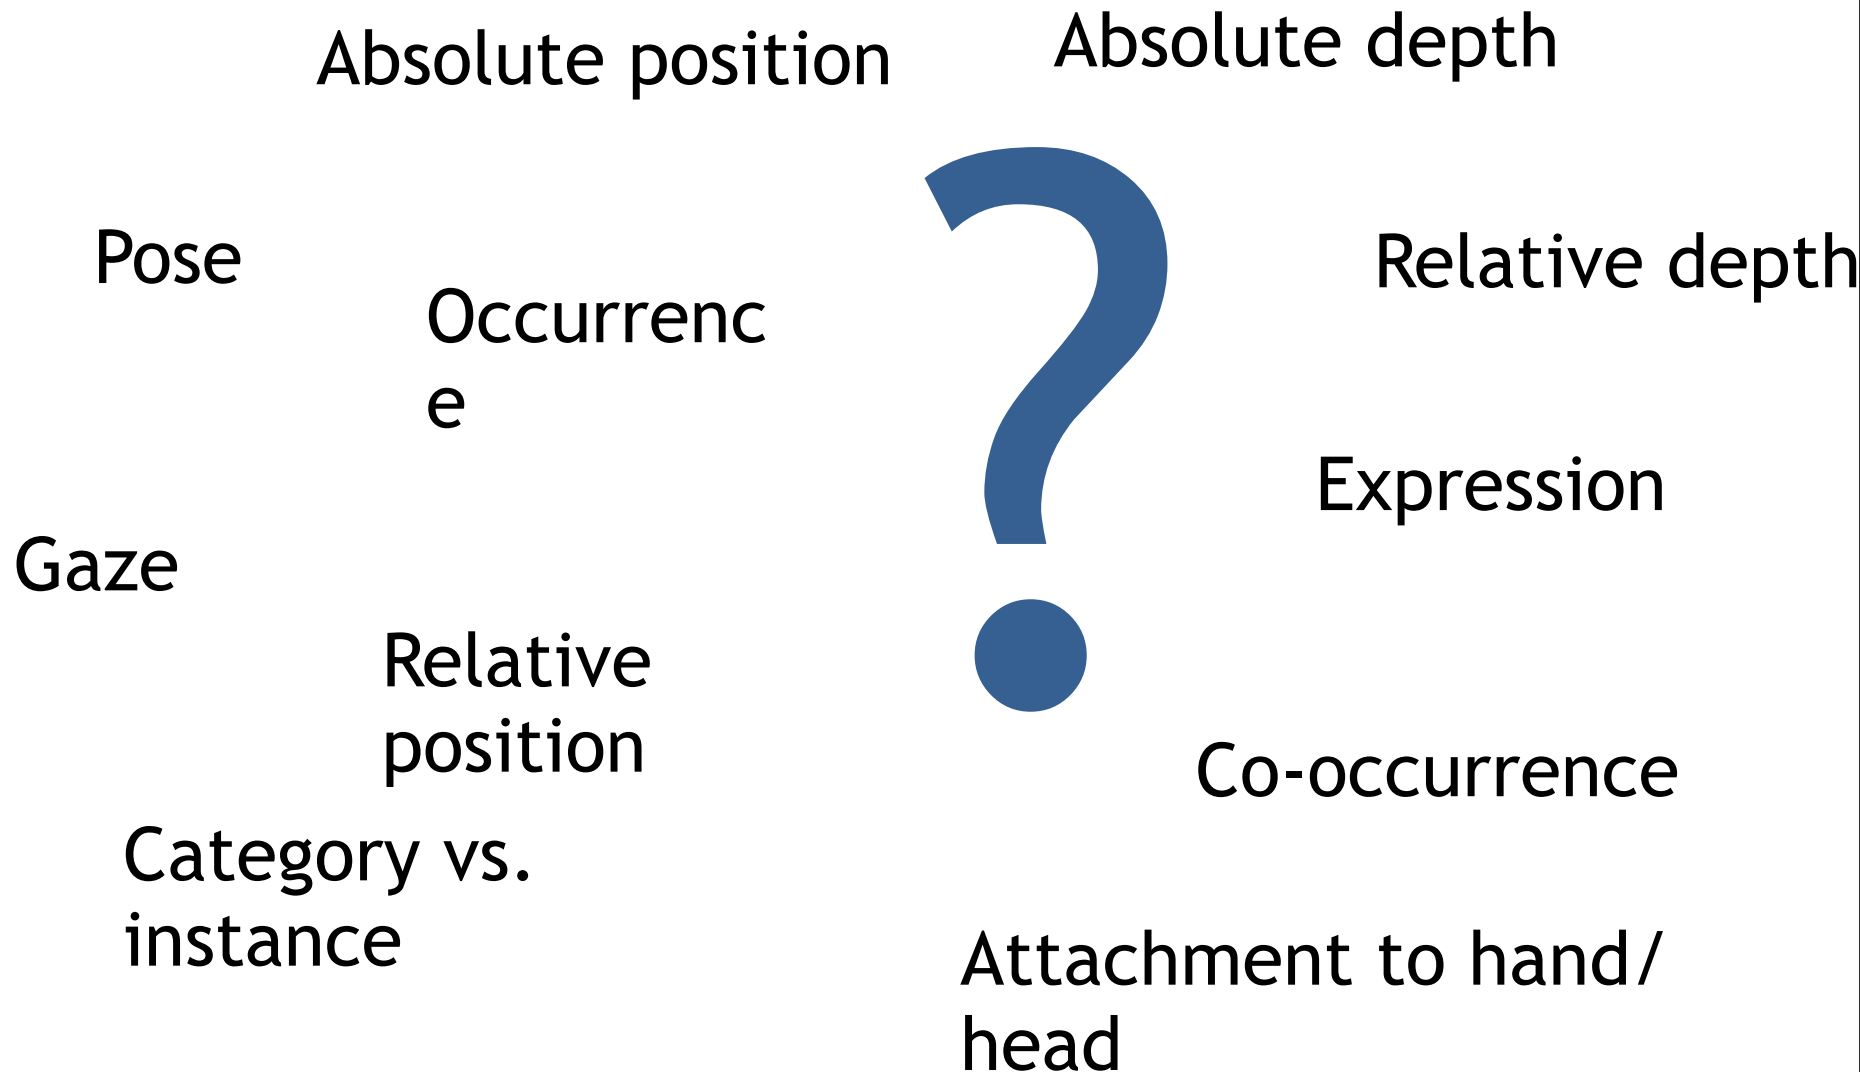 Absolute position
Absolute depth
Pose
Occurrenc
e
?
Relative depth
Expression
Gaze
Relative
position
Co-occurrence
Category vs.
instance
Attachment to hand/
head